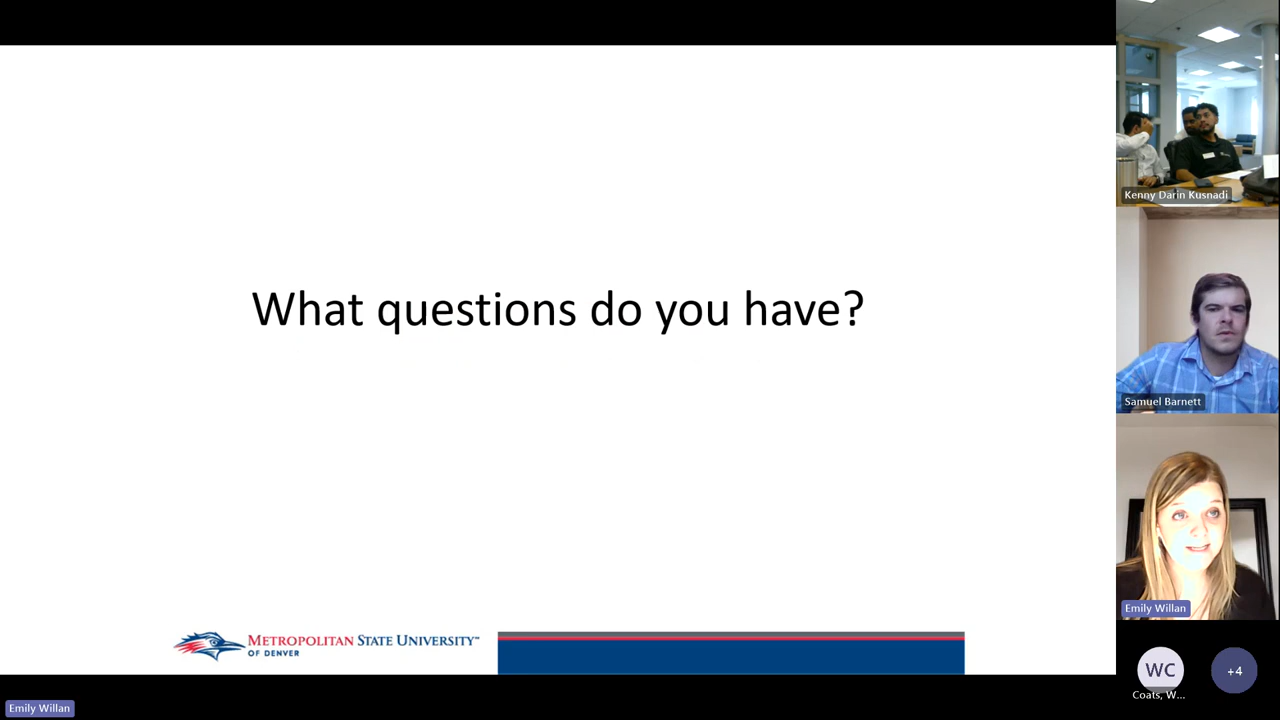 What questions do you have?
METROPOLITAN STATE UNIVERSITY™
OF DENVER
Emily Willan
Kenny Darin Kusnadi
Samuel Barnett
Emily Willan
WC
Coats, W...
+4